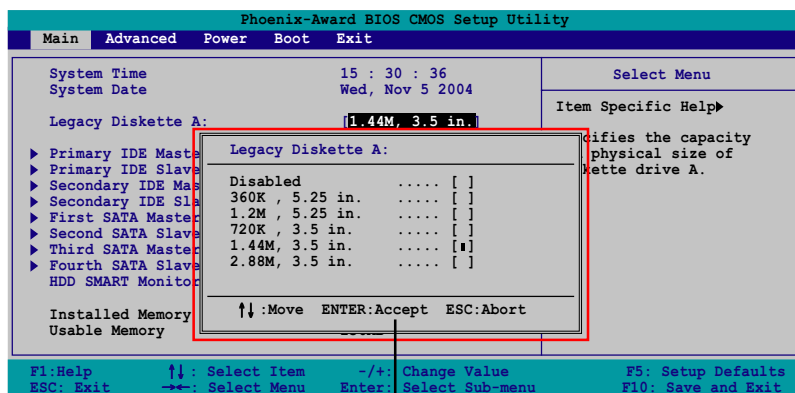 Phoenix-Award BIOS CMOS Setup Utility
Main Advanced Power Boot Exit
System Time 15 : 30 : 36
System Date Wed, Nov 5 2004
Legacy Diskette A: [1.44M, 3.5 in.]
Primary IDE Maste
Primary IDE Slave
Secondary IDE Mas
Secondary IDE Sla
First SATA Master
Second SATA Slave
Third SATA Master
Fourth SATA Slave
HDD SMART Monitor
Installed Memory
Usable Memory
Legacy Diskette A:
Disabled ..... [ ]
360K , 5.25 in. ..... [ ]
1.2M , 5.25 in. ..... [ ]
720K , 3.5 in. ..... [ ]
1.44M, 3.5 in. ..... [▮]
2.88M, 3.5 in. ..... [ ]
↑↓ :Move ENTER:Accept ESC:Abort
Select Menu
Item Specific Help▶
cifies the capacity
physical size of
kette drive A.
F1:Help ↑↓ : Select Item -/+: Change Value F5: Setup Defaults
ESC: Exit →←: Select Menu Enter: Select Sub-menu F10: Save and Exit